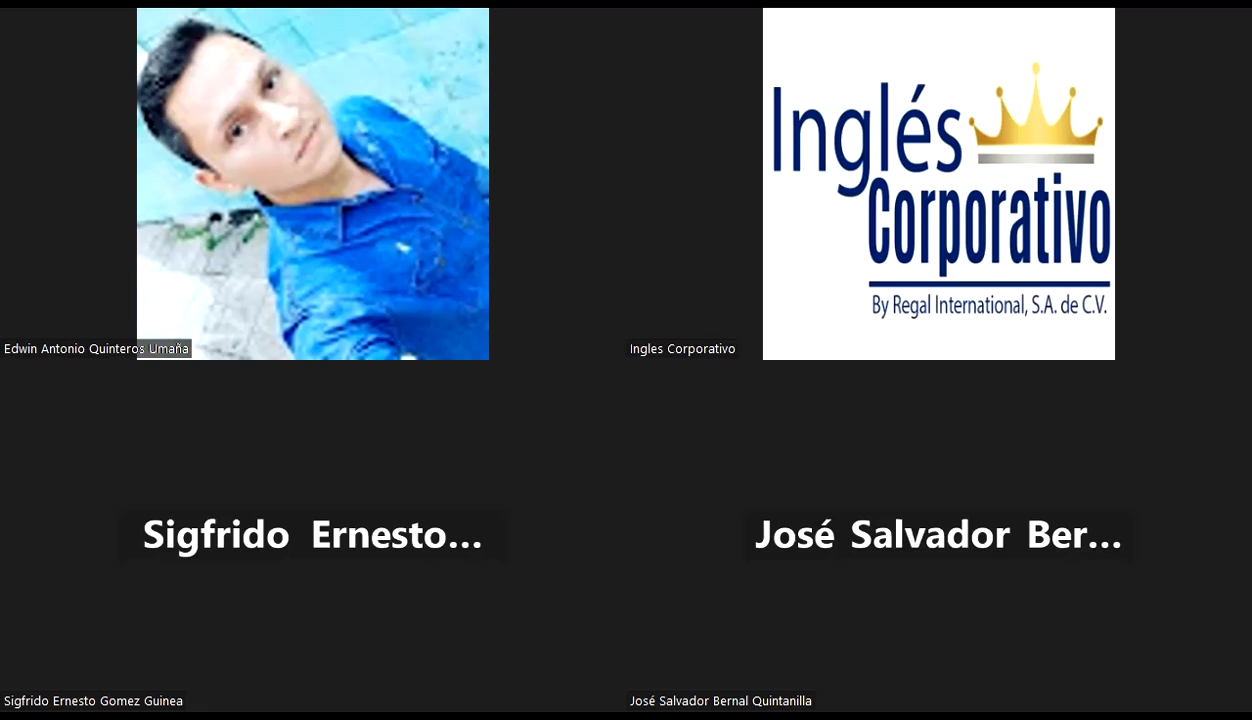 Inglés
Corporativo
By Regal International, S.A. de C.V.
Edwin Antonio Quinteros Umaña
Ingles Corporativo
Sigfrido Ernesto...
José Salvador Ber...
Sigfrido Ernesto Gomez Guinea
José Salvador Bernal Quintanilla